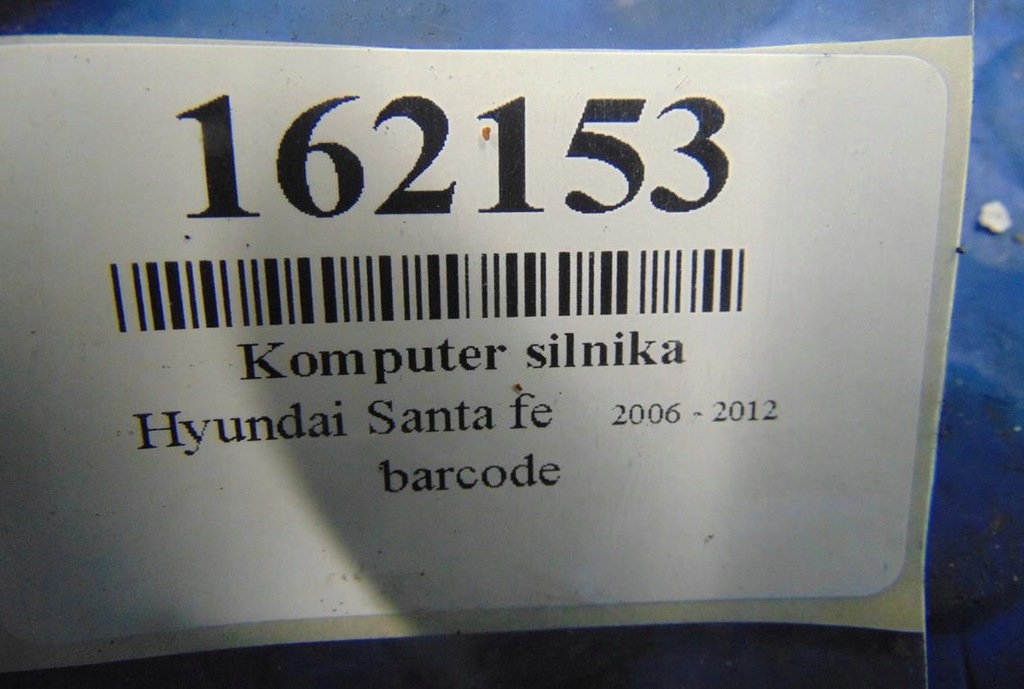 162153
Komputer silnika
Hyundai Santa fe 2006 - 2012
barcode